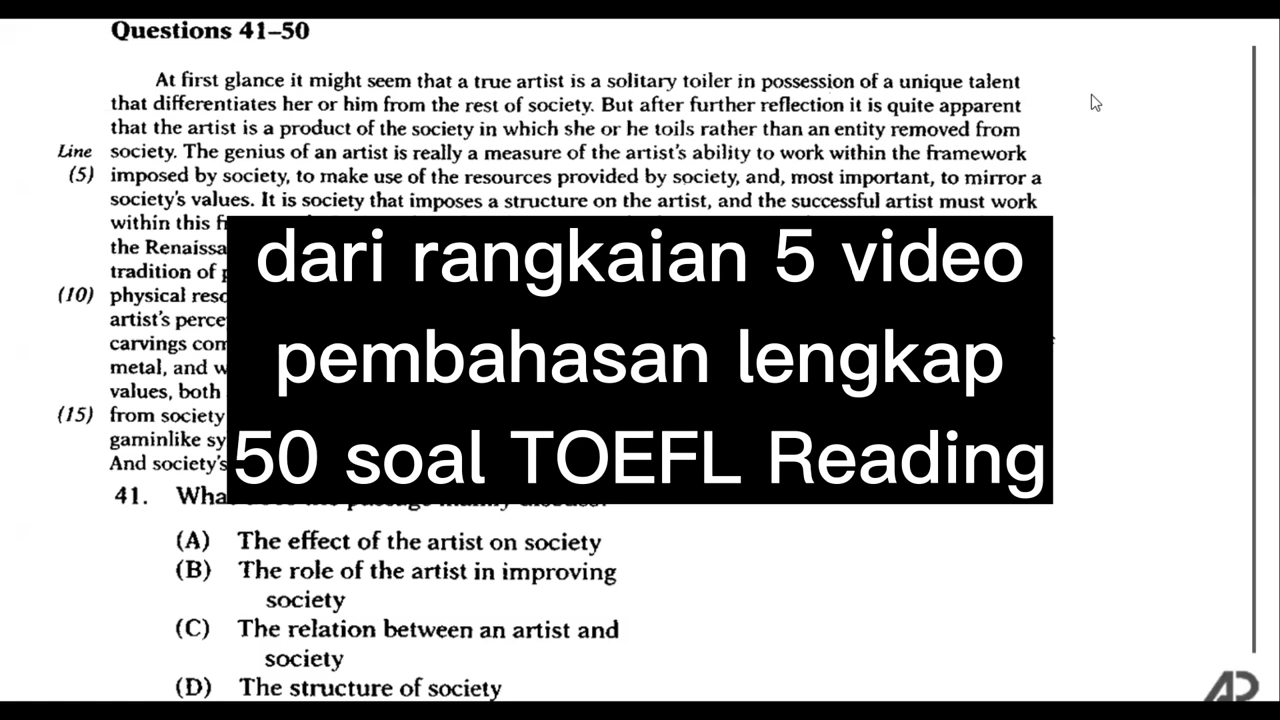 Questions 41–50
At first glance it might seem that a true artist is a solitary toiler in possession of a unique talent
that differentiates her or him from the rest of society. But after further reflection it is quite apparent
that the artist is a product of the society in which she or he toils rather than an entity removed from
Line society. The genius of an artist is really a measure of the artist's ability to work within the framework
(5) imposed by society, to make use of the resources provided by society, and, most important, to mirror a
society's values. It is society that imposes a structure on the artist, and the successful artist must work
within this
the
tradition of
(10) physical
artist's
carvings
metal, and
values, both
(15) from society
gaminlike
And society's
dari rangkaian 5 video
pembahasan lengkap
50 soal TOEFL Reading
41.
(A) The effect of the artist on society
(B) The role of the artist in improving
society
(C) The relation between an artist and
society
(D) The structure of society
AP